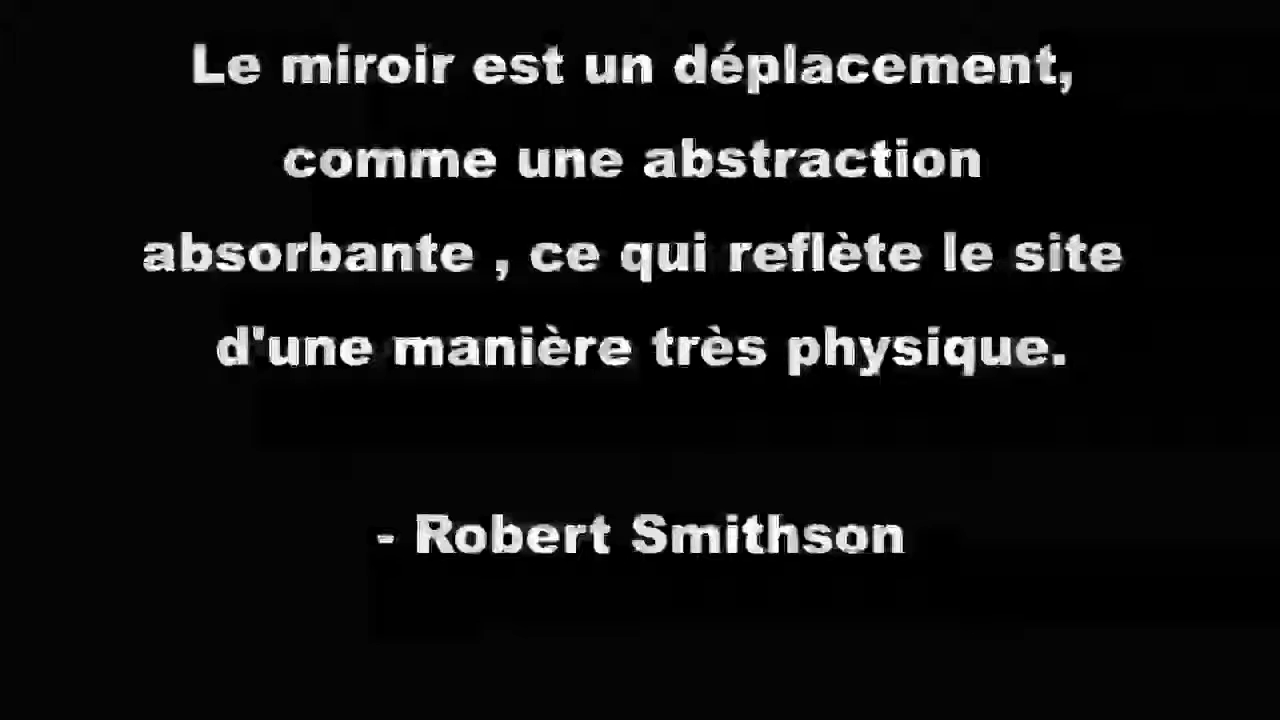 Le miroir est un déplacement,
comme une abstraction
absorbante , ce qui reflète le site
d'une manière très physique.
- Robert Smithson